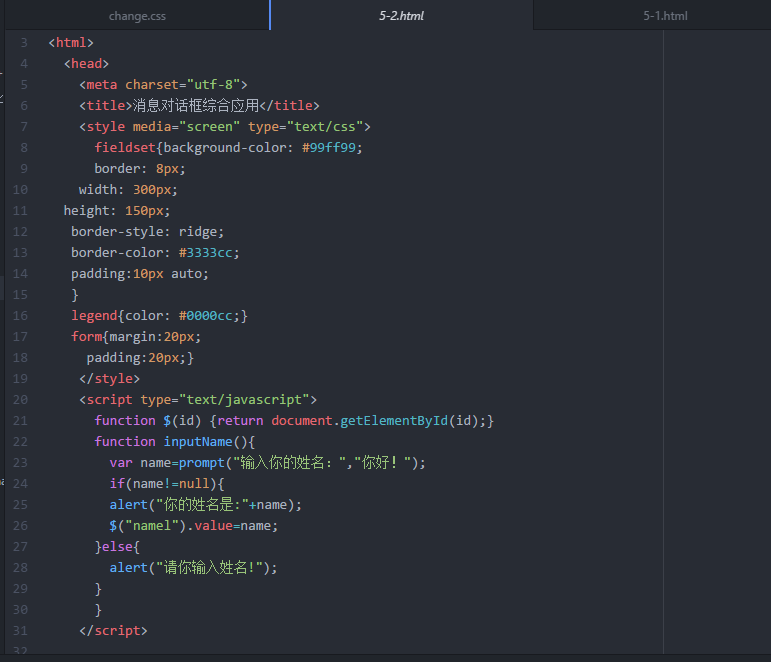 change.css
5-2.html
5-1.html
3 <html>
4 <head>
5 <meta charset="utf-8">
6 <title>消息对话框综合应用</title>
7 <style media="screen" type="text/css">
8 fieldset{background-color: #99ff99;
9 border: 8px;
10 width: 300px;
11 height: 150px;
12 border-style: ridge;
13 border-color: #3333cc;
14 padding:10px auto;
15 }
16 legend{color: #0000cc;}
17 form{margin:20px;
18 padding:20px;}
19 </style>
20 <script type="text/javascript">
21 function $(id) {return document.getElementById(id);}
22 function inputName(){
23 var name=prompt("输入你的姓名：","你好！");
24 if(name!=null){
25 alert("你的姓名是:"+name);
26 $("namel").value=name;
27 }else{
28 alert("请你输入姓名!");
29 }
30 }
31 </script>
32